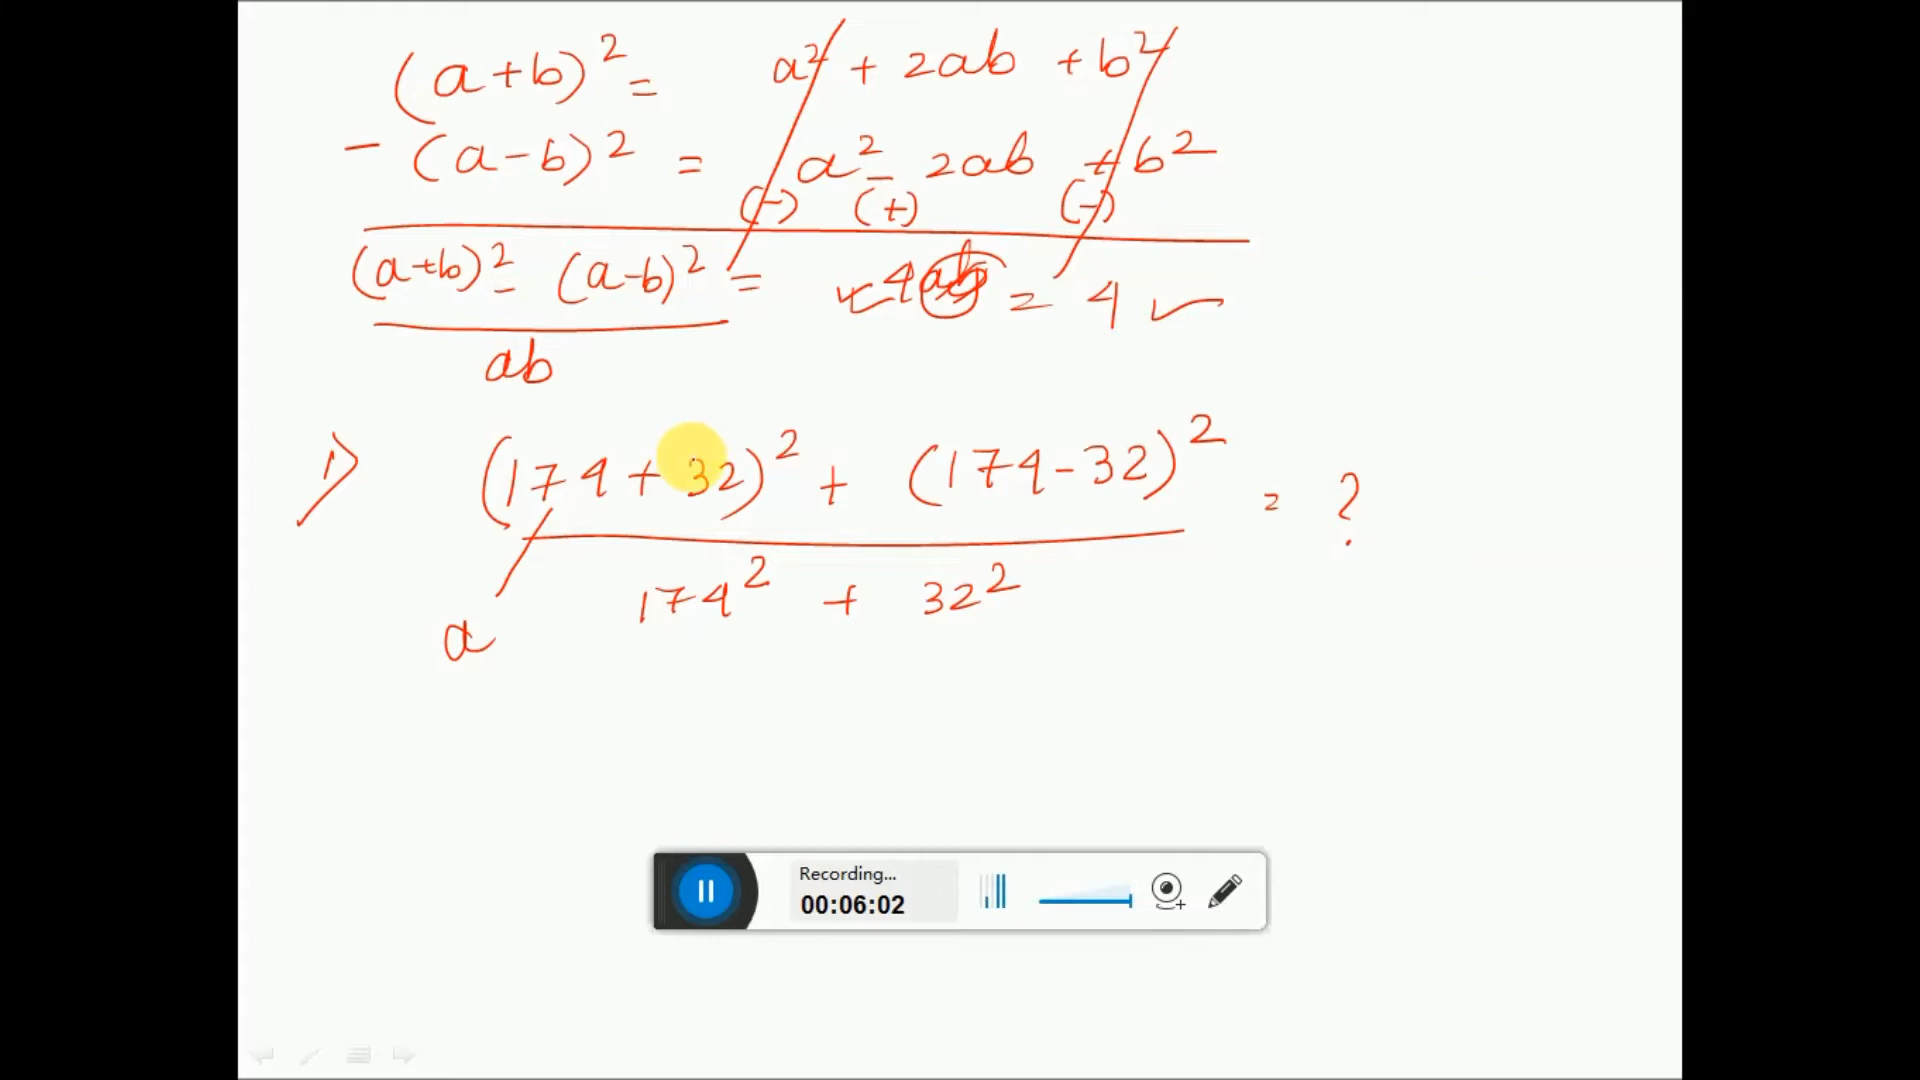 (a+b)² = a² + 2ab + b²
- (a-b)² = a² - 2ab + b²
(-) (+) (-)
(a+b)² - (a-b)² = 4ab = 4
ab
1) (174+32)² + (174-32)² = ?
174² + 32²
a
Recording...
00:06:02